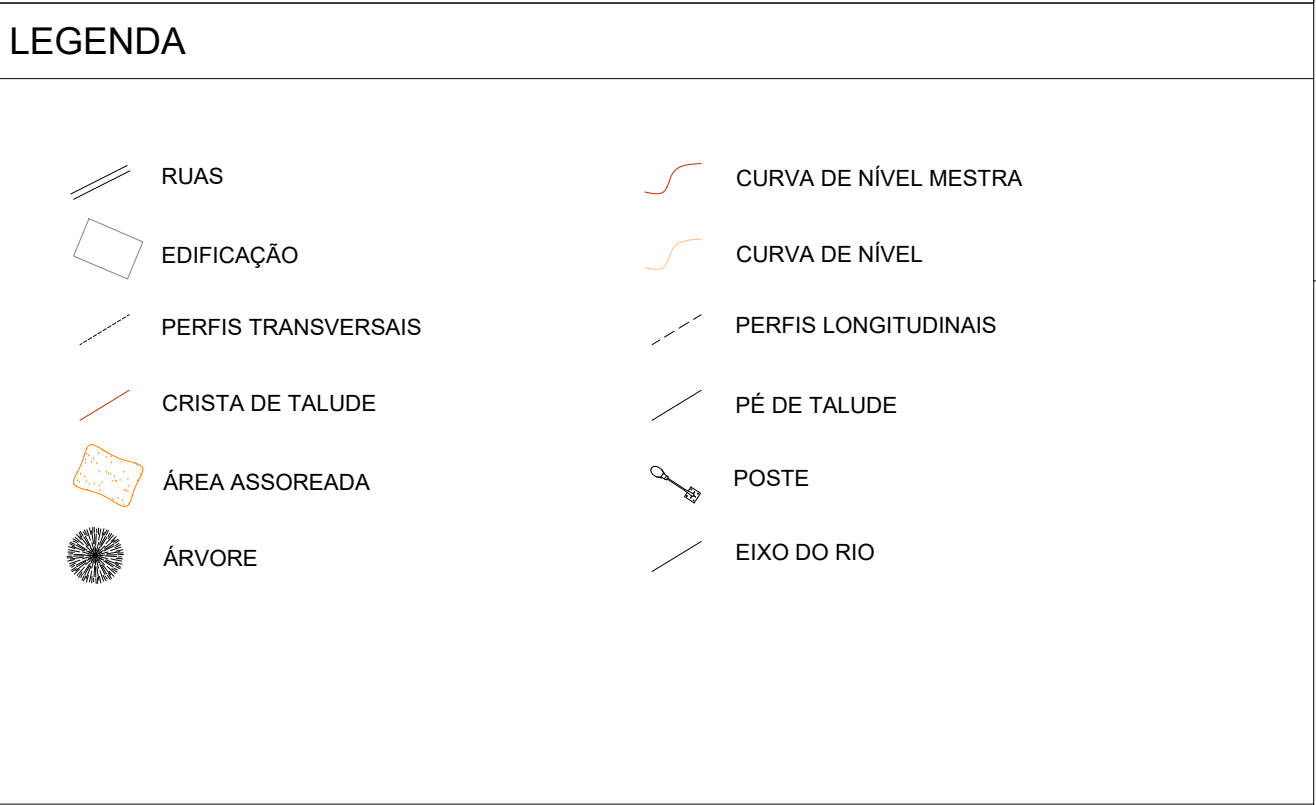 LEGENDA
RUAS
CURVA DE NÍVEL MESTRA
EDIFICAÇÃO
CURVA DE NÍVEL
PERFIS TRANSVERSAIS
PERFIS LONGITUDINAIS
CRISTA DE TALUDE
PÉ DE TALUDE
ÁREA ASSOREADA
POSTE
ÁRVORE
EIXO DO RIO